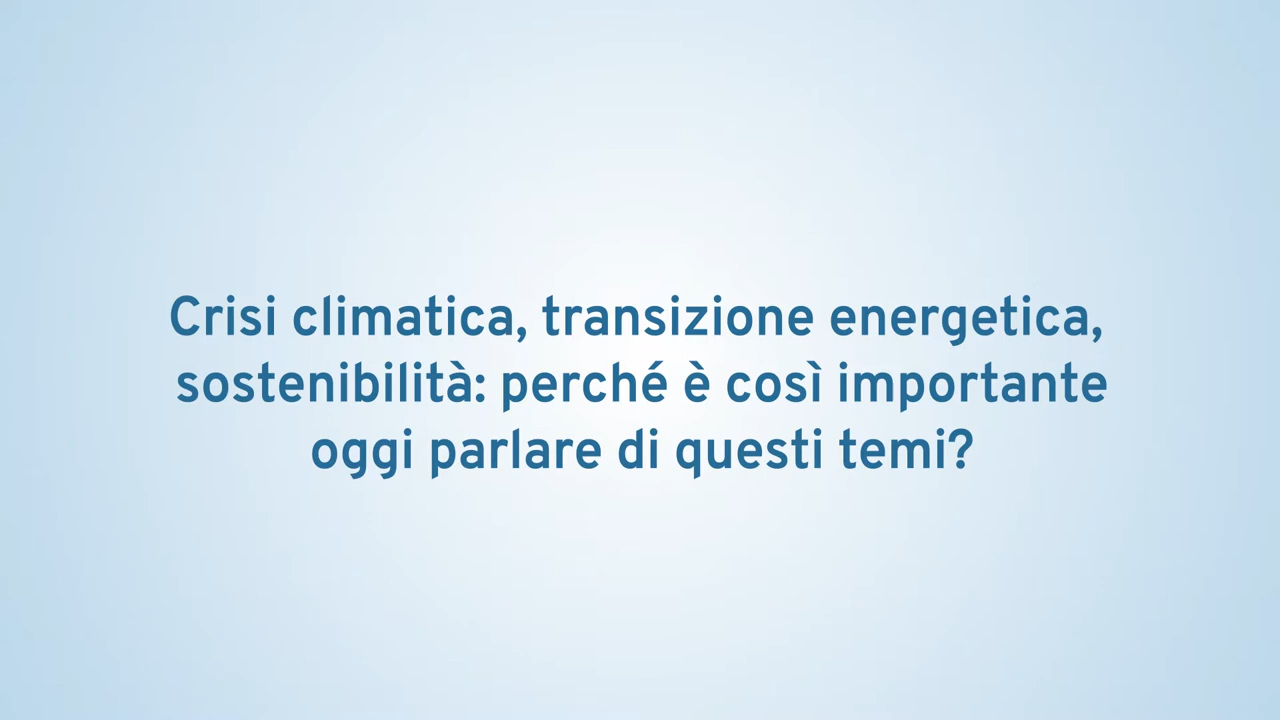 Crisi climatica, transizione energetica,
sostenibilità: perché è così importante
oggi parlare di questi temi?